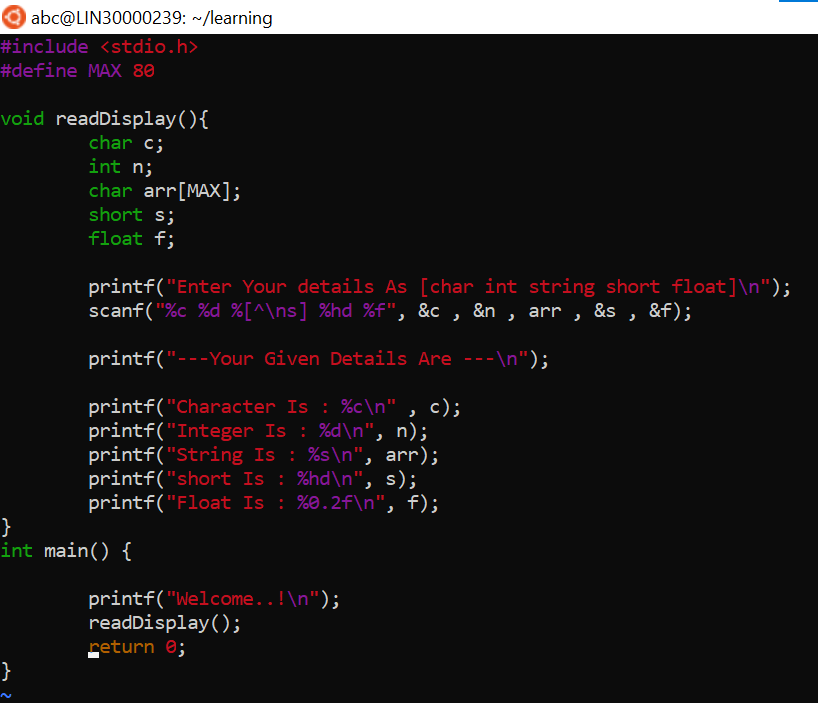 abc@LIN30000239: ~/learning
#include <stdio.h>
#define MAX 80
void readDisplay(){
char c;
int n;
char arr[MAX];
short s;
float f;
printf("Enter Your details As [char int string short float]\n");
scanf("%c %d %[^\ns] %hd %f", &c , &n , arr , &s , &f);
printf("---Your Given Details Are ---\n");
printf("Character Is : %c\n" , c);
printf("Integer Is : %d\n", n);
printf("String Is : %s\n", arr);
printf("short Is : %hd\n", s);
printf("Float Is : %0.2f\n", f);
}
int main() {
printf("Welcome..!\n");
readDisplay();
return 0;
}
~